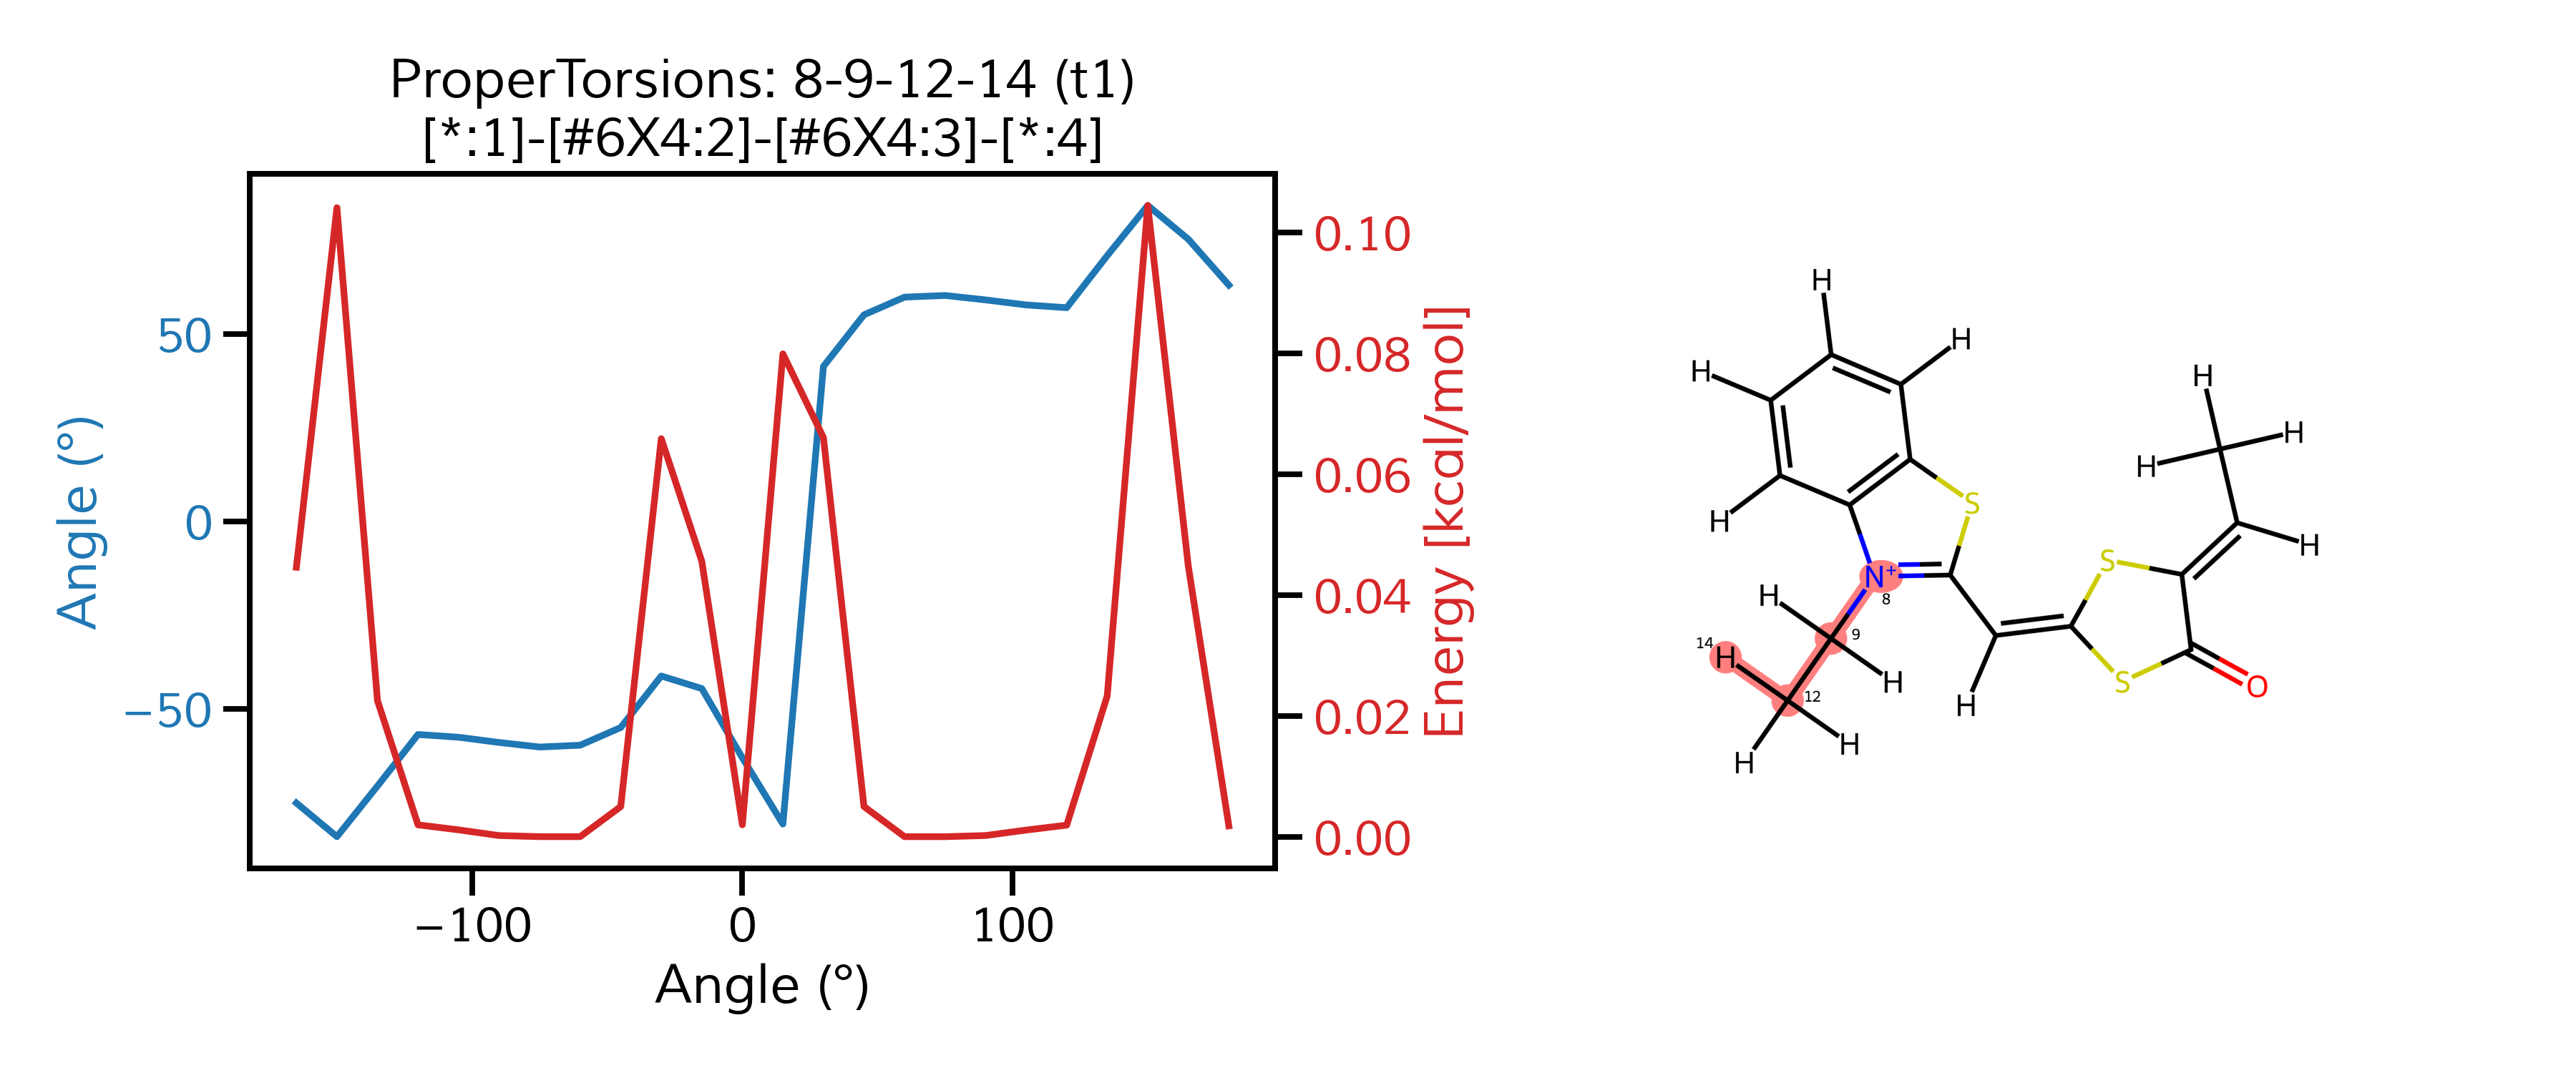 ProperTorsions: 8-9-12-14 (t1)
[*:1]-[#6X4:2]-[#6X4:3]-[*:4]
Angle (°)
50
0
−50
−100
0
100
Angle (°)
0.10
0.08
0.06
0.04
0.02
0.00
Energy [kcal/mol]
H
H
H
H
H
H
H
H
S
N+
8
S
H
H
9
14
H
H
12
H
H
H
S
O